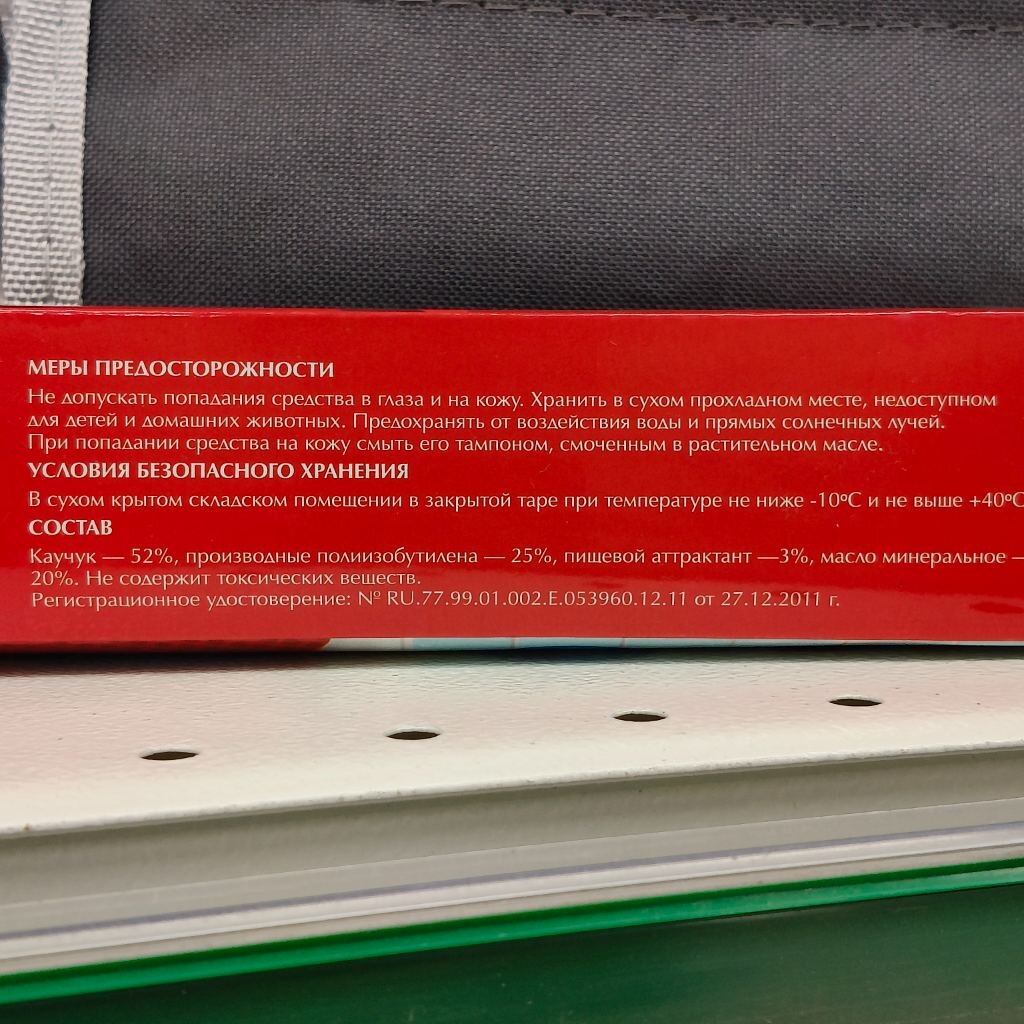 МЕРЫ ПРЕДОСТОРОЖНОСТИ
Не допускать попадания средства в глаза и на кожу. Хранить в сухом прохладном месте, недоступном
для детей и домашних животных. Предохранять от воздействия воды и прямых солнечных лучей.
При попадании средства на кожу смыть его тампоном, смоченным в растительном масле.
УСЛОВИЯ БЕЗОПАСНОГО ХРАНЕНИЯ
В сухом крытом складском помещении в закрытой таре при температуре не ниже -10ºС и не выше +40ºС
СОСТАВ
Каучук — 52%, производные полиизобутилена — 25%, пищевой аттрактант —3%, масло минеральное —
20%. Не содержит токсических веществ.
Регистрационное удостоверение: № RU.77.99.01.002.Е.053960.12.11 от 27.12.2011 г.